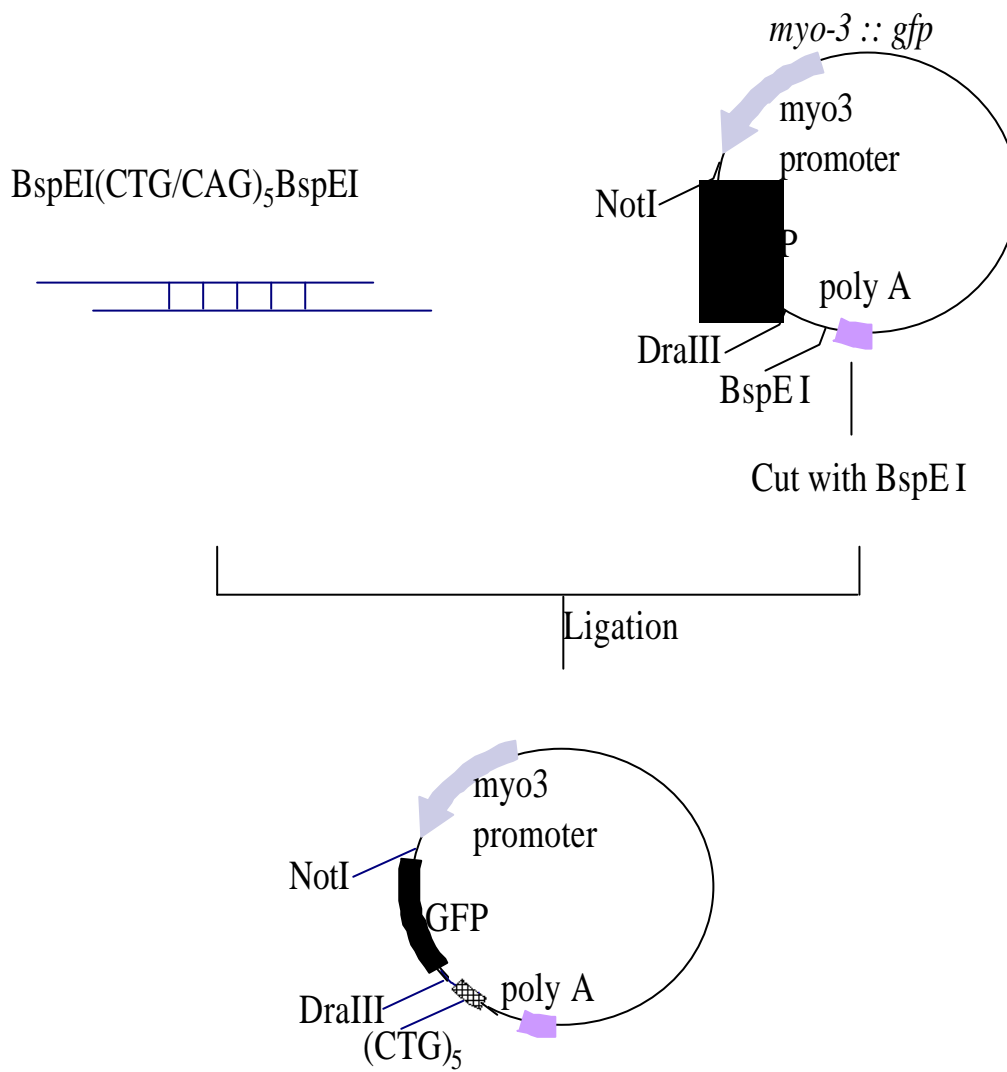 myo-3 :: gfp
myo3
promoter
BspEI(CTG/CAG)5BspEI
NotI
P
poly A
DraIII
BspE I
Cut with BspE I
Ligation
myo3
promoter
NotI
GFP
DraIII
poly A
(CTG)5